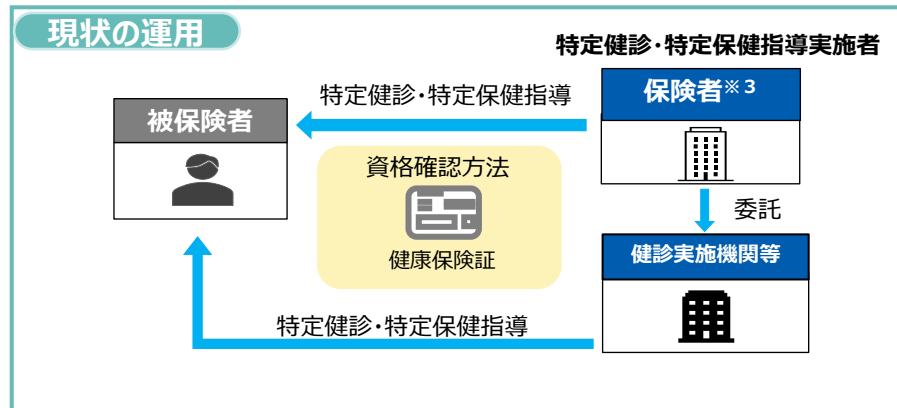 現状の運用
特定健診・特定保健指導実施者
特定健診・特定保健指導
保険者※３
被保険者
資格確認方法
健康保険証
委託
健診実施機関等
特定健診・特定保健指導